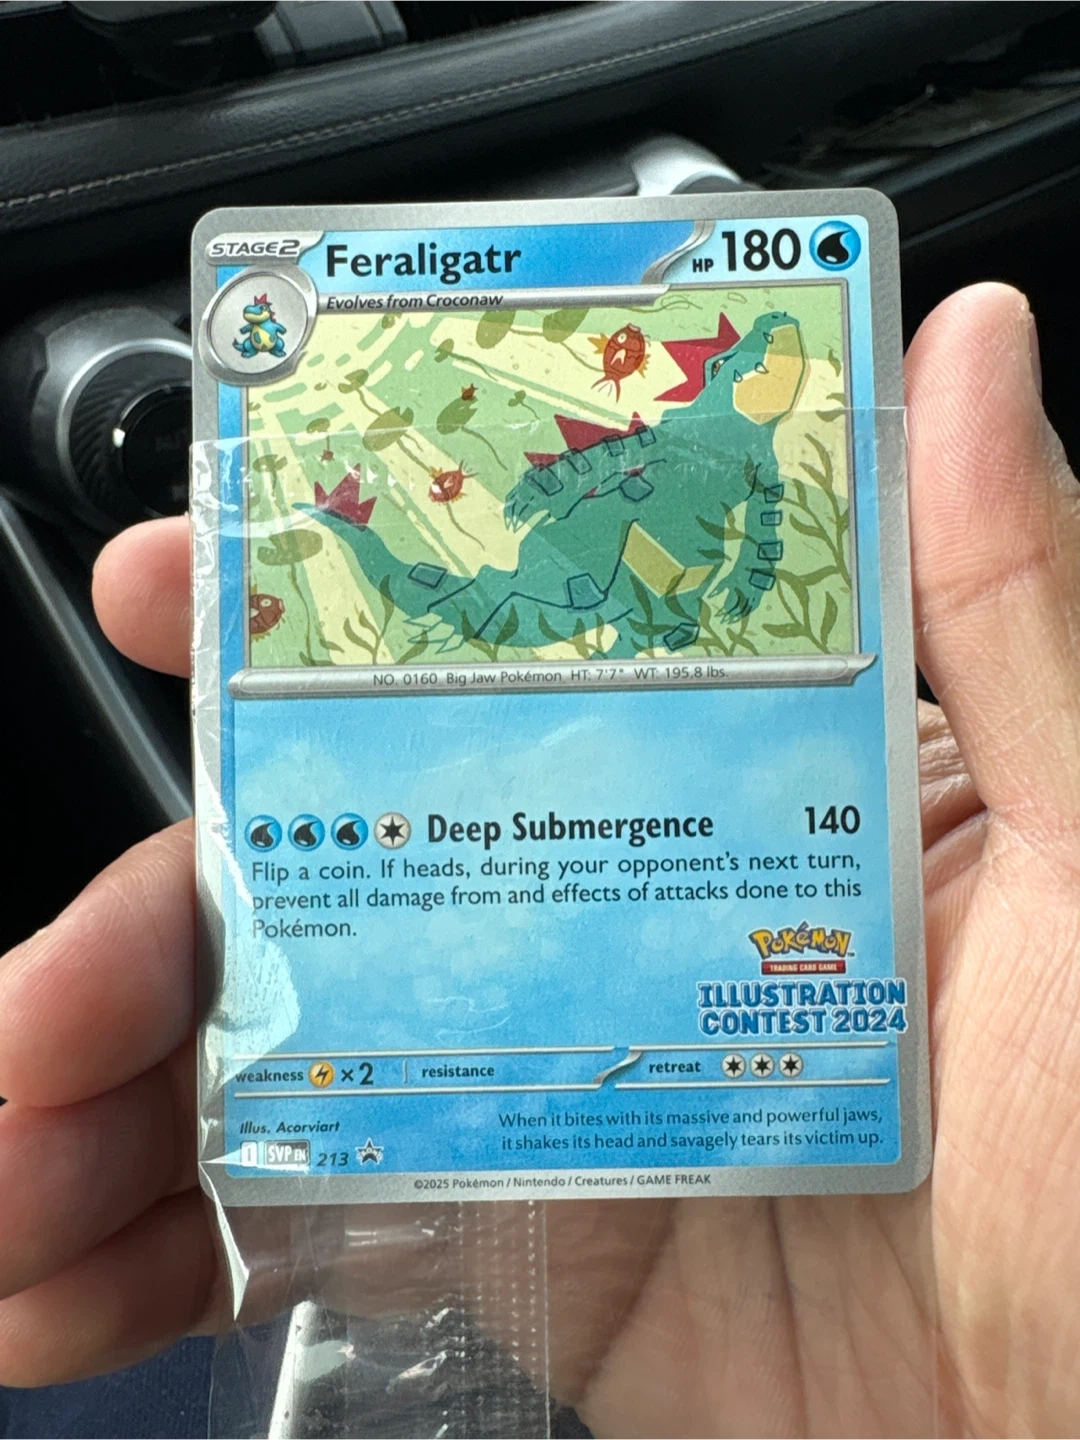 STAGE2
Feraligatr
HP 180
Evolves from Croconaw
NO. 0160 Big Jaw Pokémon HT: 7'7" WT: 195.8 lbs.
Deep Submergence 140
Flip a coin. If heads, during your opponent's next turn,
prevent all damage from and effects of attacks done to this
Pokémon.
POKÉMON
TRADING CARD GAME
ILLUSTRATION
CONTEST 2024
weakness ×2 resistance retreat
Illus. Acorviart
When it bites with its massive and powerful jaws,
it shakes its head and savagely tears its victim up.
I SVP EN 213
©2025 Pokémon / Nintendo / Creatures / GAME FREAK